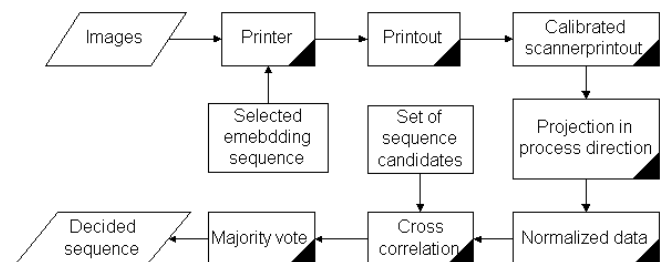 Images
Printer
Printout
Calibrated
scannerprintout
Selected
emebdding
sequence
Set of
sequence
candidates
Projection in
process direction
Decided
sequence
Majority vote
Cross
correlation
Normalized data